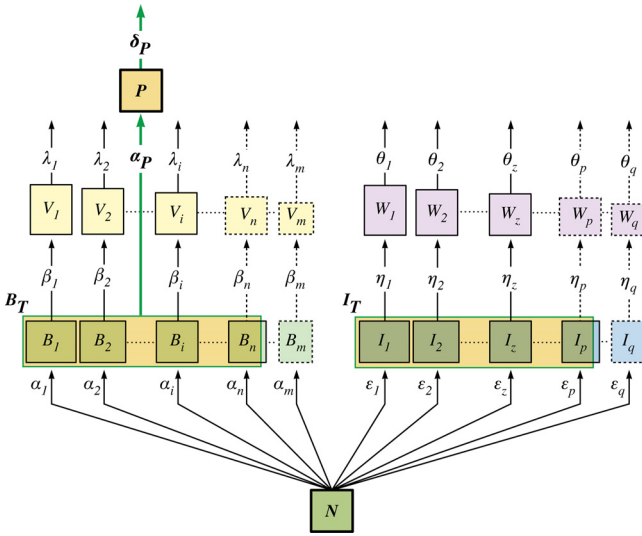 δP
P
λ1 λ2 αP λi λn λm θ1 θ2 θz θp θq
V1 V2 Vi Vn Vm W1 W2 Wz Wp Wq
β1 β2 βi βn βm η1 η2 ηz ηp ηq
BT IT
B1 B2 Bi Bn Bm I1 I2 Iz Ip Iq
α1 α2 αi αn αm ε1 ε2 εz εp εq
N